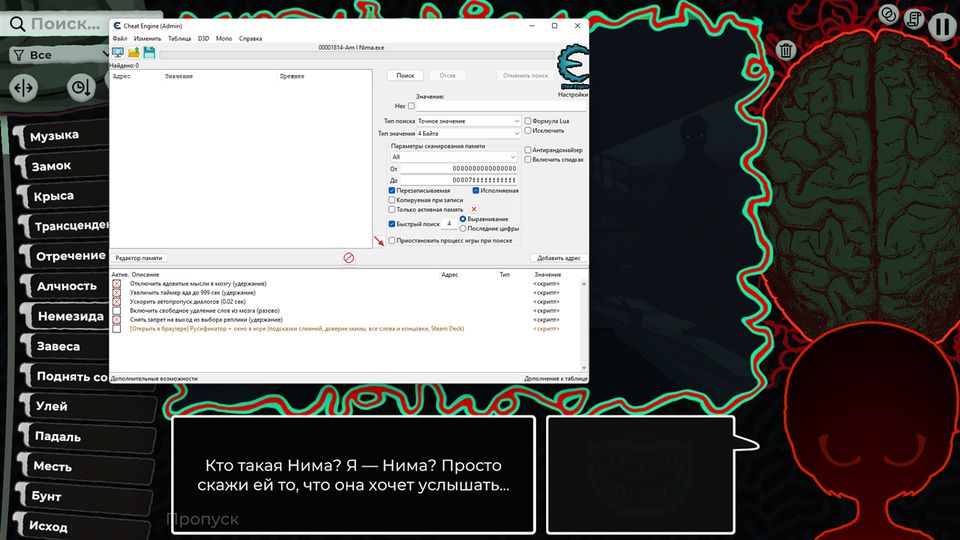 Поиск...
Все
Музыка
Замок
Крыса
Отречение
Алчность
Немезида
Завеса
Поднять
Улей
Падаль
Месть
Бунт
Исход
Cheat Engine (Admin)
Файл Изменить Таблица D3D Mono Справка
00001814-Am I Nima.exe
Найдено: 0
Адрес Значение Прежнее
Поиск Отсев Отменить поиск
Cheat Engine
Настройки
Значение:
Hex
Тип поиска Точное значение
Формула Lua
Исключить
Тип значения 4 Байта
Параметры сканирования памяти
All
Антирандомайзер
Включить спидхак
От 0000000000000000
До 00007fffffffffff
Перезаписываемая Исполняемая
Копируемая при записи
Только активная память
Быстрый поиск 4 Выравнивание
Последние цифры
Приостановить процесс игры при поиске
Редактор памяти Добавить адрес
Актив. Описание Адрес Тип Значение
Отключить ядовитые мысли в мозгу (удержание) <скрипт>
Увеличить таймер яда до 999 сек (удержание) <скрипт>
Ускорить автопропуск диалогов (0.02 сек) <скрипт>
Включить свободное удаление слов из мозга (разово) <скрипт>
Снять запрет на выход из выбора реплики (удержание) <скрипт>
[Открыть в браузере] Русификатор + окно в игре (подсказки слияний, доверие мамы, все слова и концовки, Steam Deck) <скрипт>
Дополнительные возможности Дополнение к таблице
Кто такая Нима? Я — Нима? Просто
скажи ей то, что она хочет услышать...
Пропуск